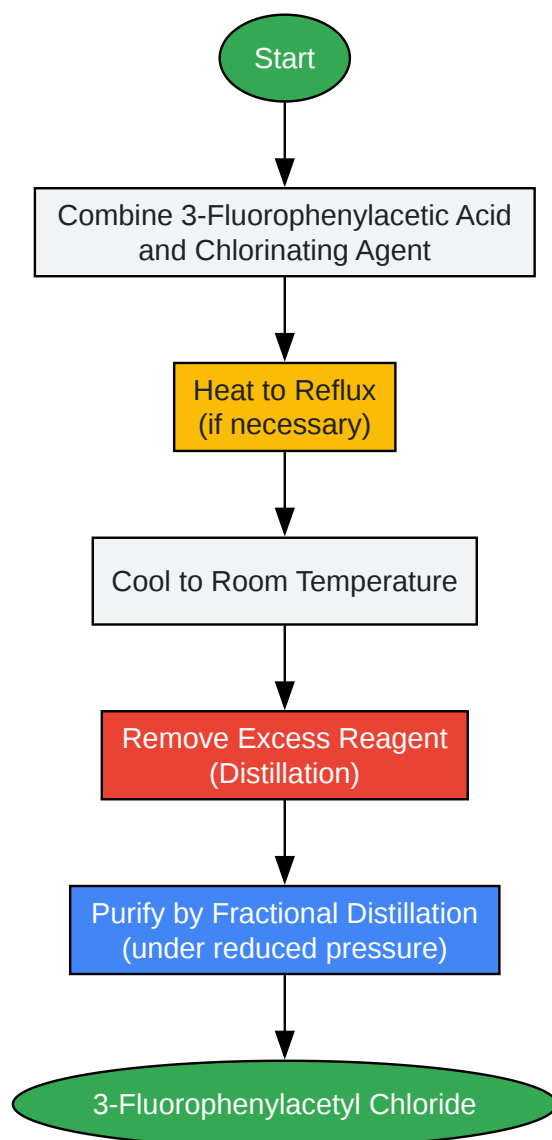 Start
Combine 3-Fluorophenylacetic Acid
and Chlorinating Agent
Heat to Reflux
(if necessary)
Cool to Room Temperature
Remove Excess Reagent
(Distillation)
Purify by Fractional Distillation
(under reduced pressure)
3-Fluorophenylacetyl Chloride